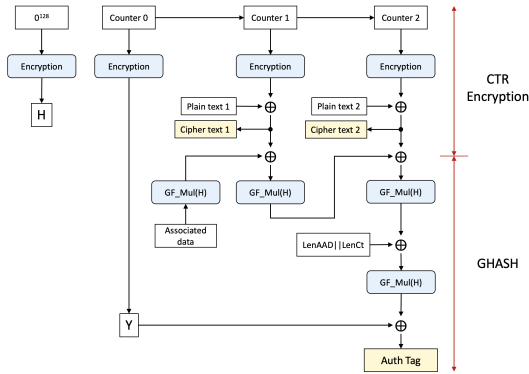 0¹²⁸
Counter 0
Counter 1
Counter 2
Encryption
Encryption
Encryption
Encryption
CTR
Encryption
H
Plain text 1
Plain text 2
Cipher text 1
Cipher text 2
GF_Mul(H)
GF_Mul(H)
GF_Mul(H)
Associated
data
LenAAD||LenCt
GHASH
GF_Mul(H)
Y
Auth Tag